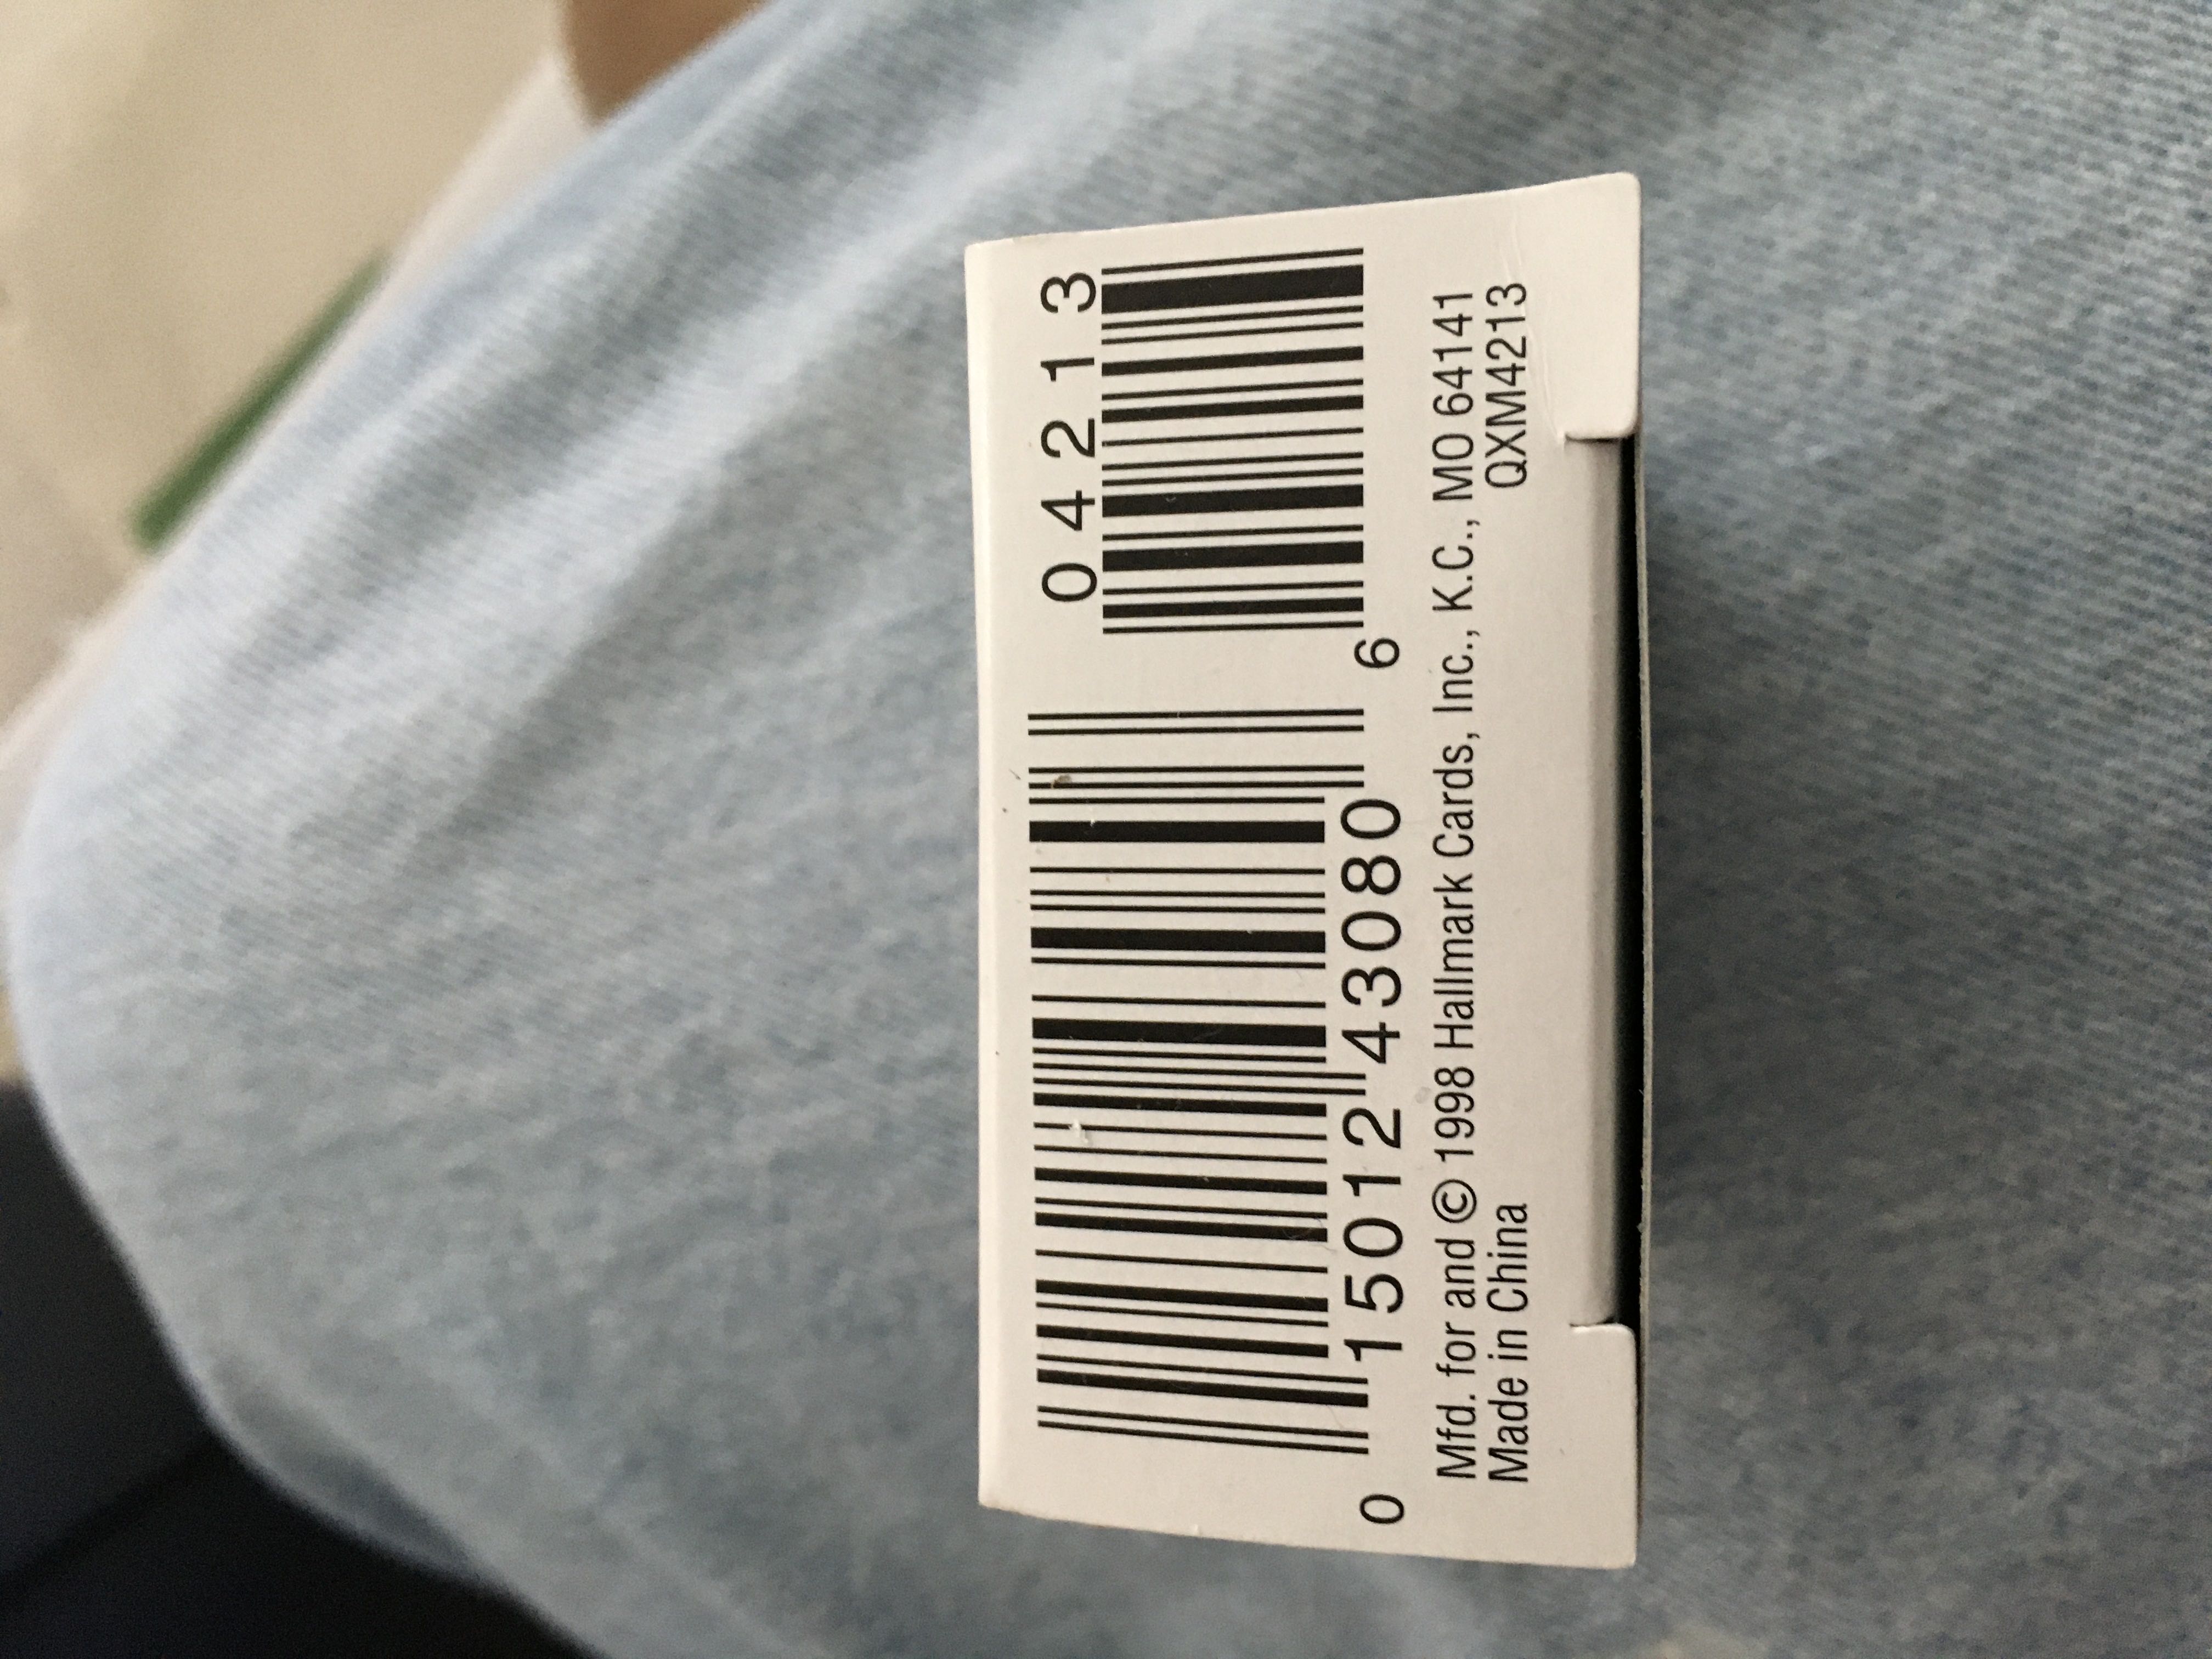 04213
0 15012 43080 6
Mfd. for and © 1998 Hallmark Cards, Inc., K.C., MO 64141
Made in China QXM4213